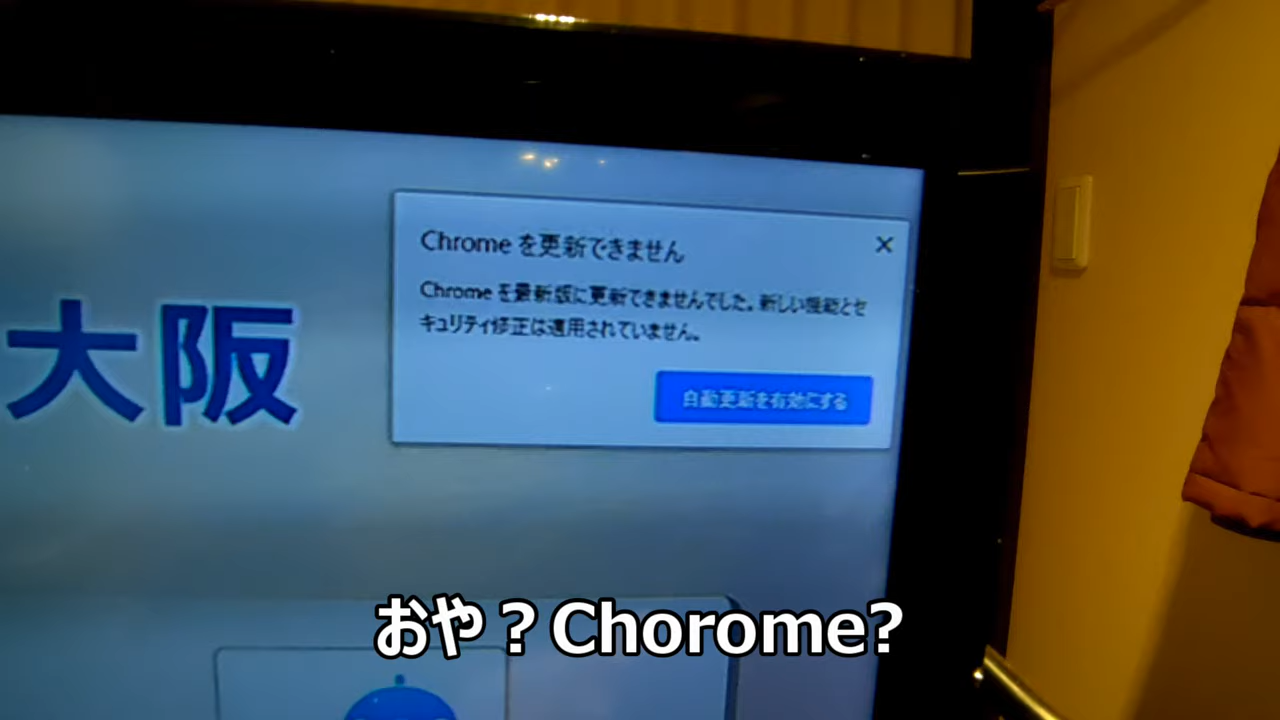 Chrome を更新できません
Chrome を最新版に更新できませんでした。新しい機能とセ
キュリティ修正は適用されていません。
自動更新を有効にする
大阪
おや？Chorome?